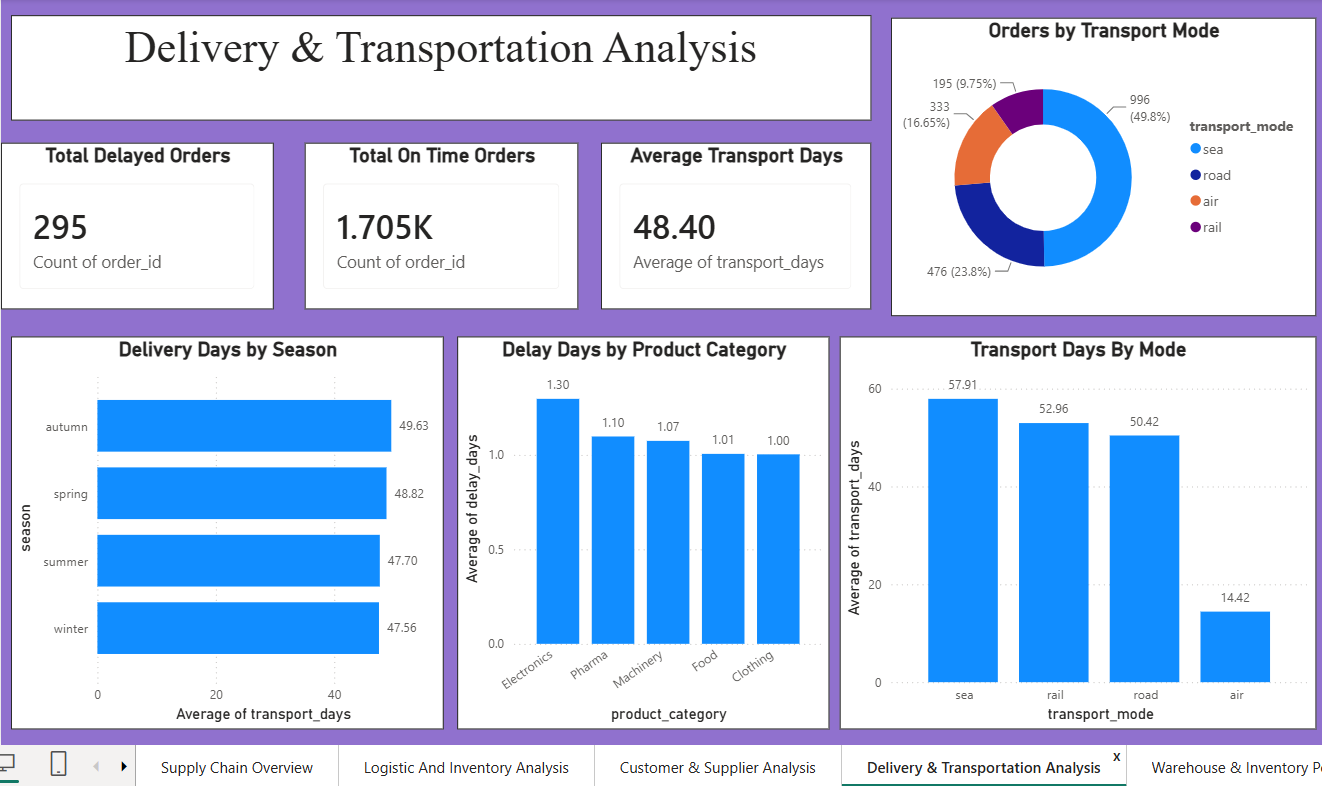 Delivery & Transportation Analysis
Total Delayed Orders
295
Count of order_id
Total On Time Orders
1.705K
Count of order_id
Average Transport Days
48.40
Average of transport_days
Orders by Transport Mode
195 (9.75%)
333
(16.65%)
996
(49.8%)
476 (23.8%)
transport_mode
sea
road
air
rail
Delivery Days by Season
season
autumn
49.63
spring
48.82
summer
47.70
winter
47.56
0
20
40
Average of transport_days
Delay Days by Product Category
Average of delay_days
1.0
0.5
0.0
1.30
1.10
1.07
1.01
1.00
Electronics
Pharma
Machinery
Food
Clothing
product_category
Transport Days By Mode
Average of transport_days
60
40
20
0
57.91
52.96
50.42
14.42
sea
rail
road
air
transport_mode
Supply Chain Overview
Logistic And Inventory Analysis
Customer & Supplier Analysis
Delivery & Transportation Analysis
x
Warehouse & Inventory